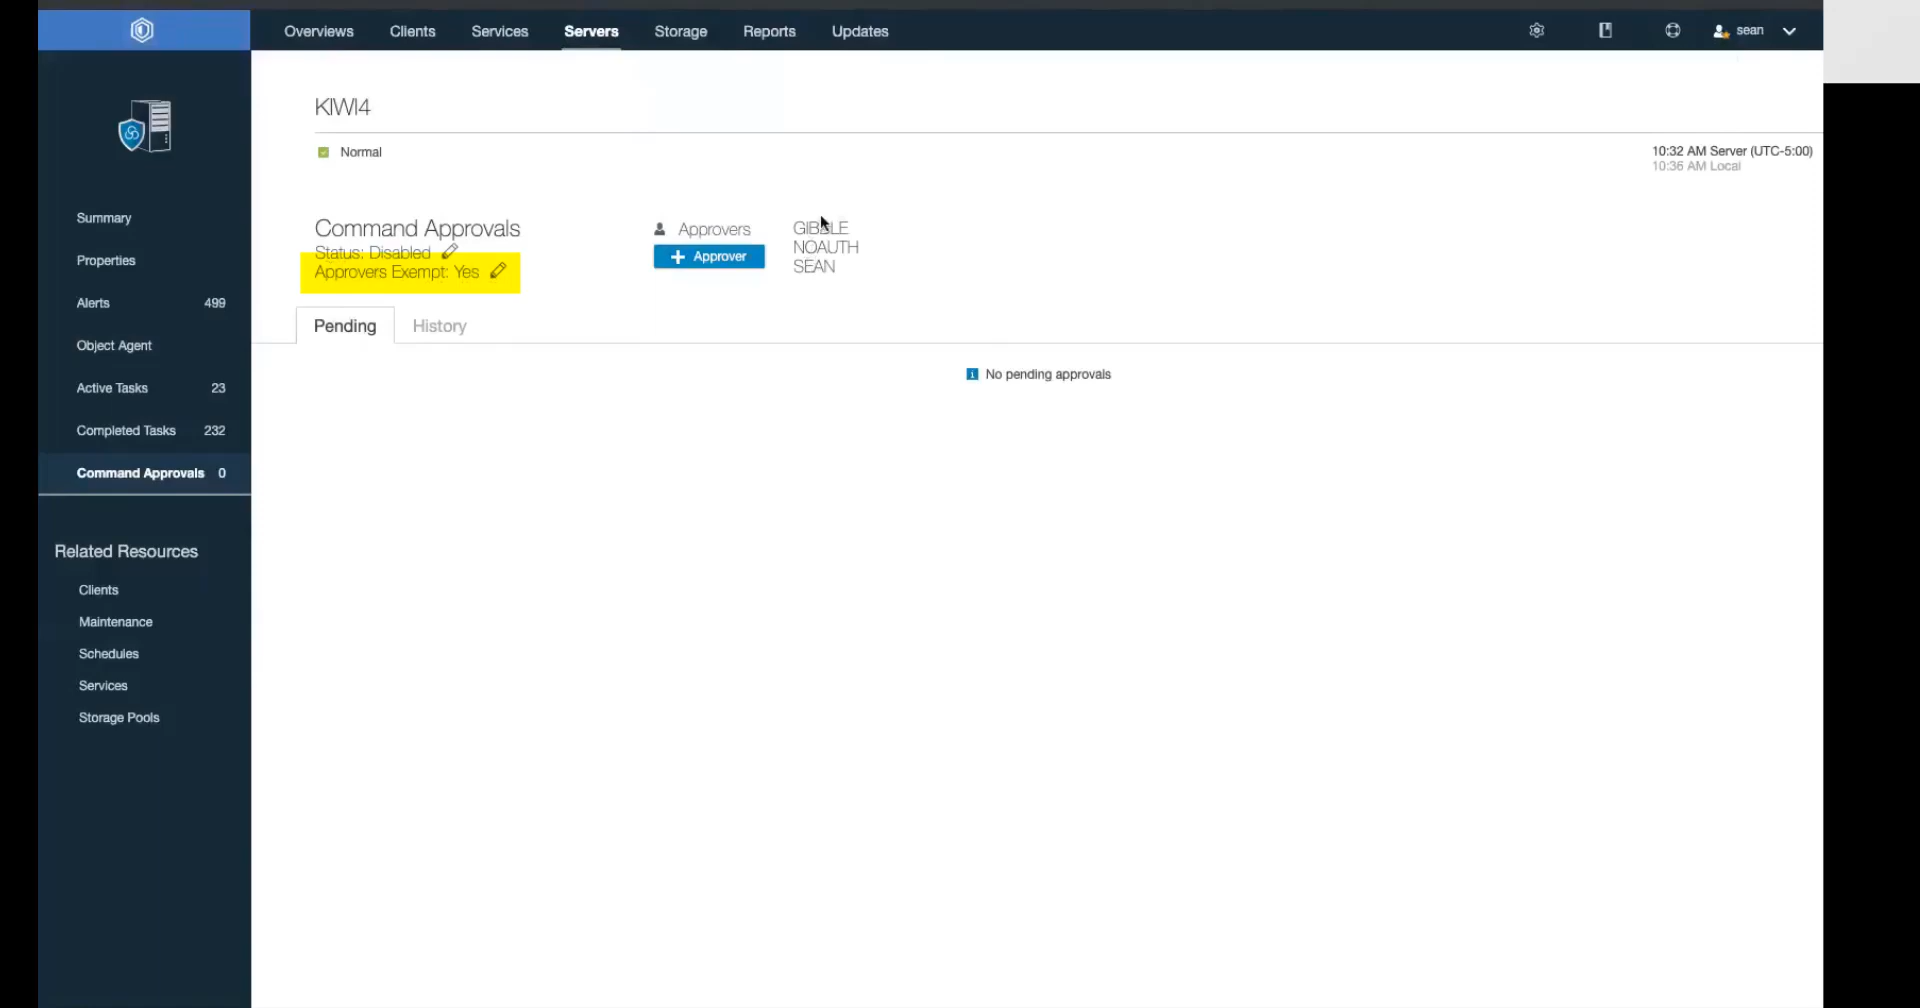 Overviews Clients Services Servers Storage Reports Updates sean
KIWI4
Normal
10:32 AM Server (UTC-5:00)
10:36 AM Local
Summary
Properties
Alerts 499
Object Agent
Active Tasks 23
Completed Tasks 232
Command Approvals 0
Related Resources
Clients
Maintenance
Schedules
Services
Storage Pools
Command Approvals
Status: Disabled
Approvers Exempt: Yes
Approvers
+ Approver
NOAUTH
SEAN
Pending History
No pending approvals